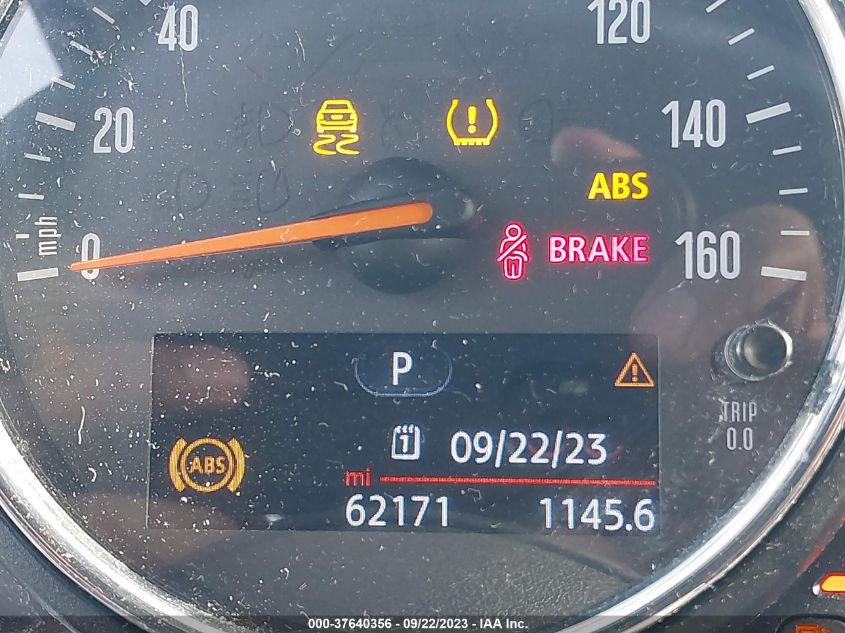 40 120
20 140
ABS
mph
0 BRAKE 160
P
1 09/22/23
ABS
TRIP
0.0
mi
62171 1145.6
000-37640356 - 09/22/2023 - IAA Inc.